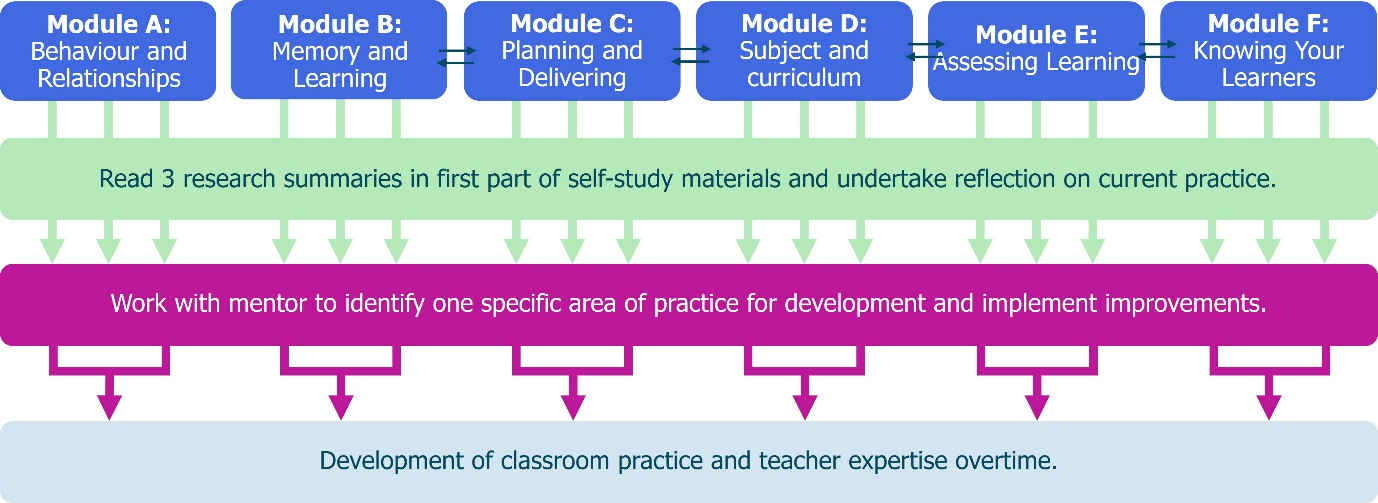 Module A:
Behaviour and
Relationships
Module B:
Memory and
Learning
Module C:
Planning and
Delivering
Module D:
Subject and
curriculum
Module E:
Assessing Learning
Module F:
Knowing Your
Learners
Read 3 research summaries in first part of self-study materials and undertake reflection on current practice.
Work with mentor to identify one specific area of practice for development and implement improvements.
Development of classroom practice and teacher expertise overtime.